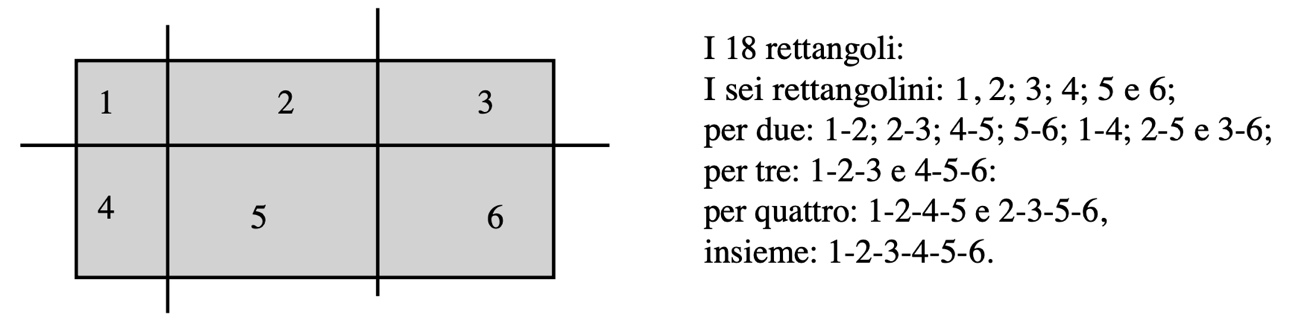 1 2 3
4 5 6
I 18 rettangoli:
I sei rettangolini: 1, 2; 3; 4; 5 e 6;
per due: 1-2; 2-3; 4-5; 5-6; 1-4; 2-5 e 3-6;
per tre: 1-2-3 e 4-5-6:
per quattro: 1-2-4-5 e 2-3-5-6,
insieme: 1-2-3-4-5-6.